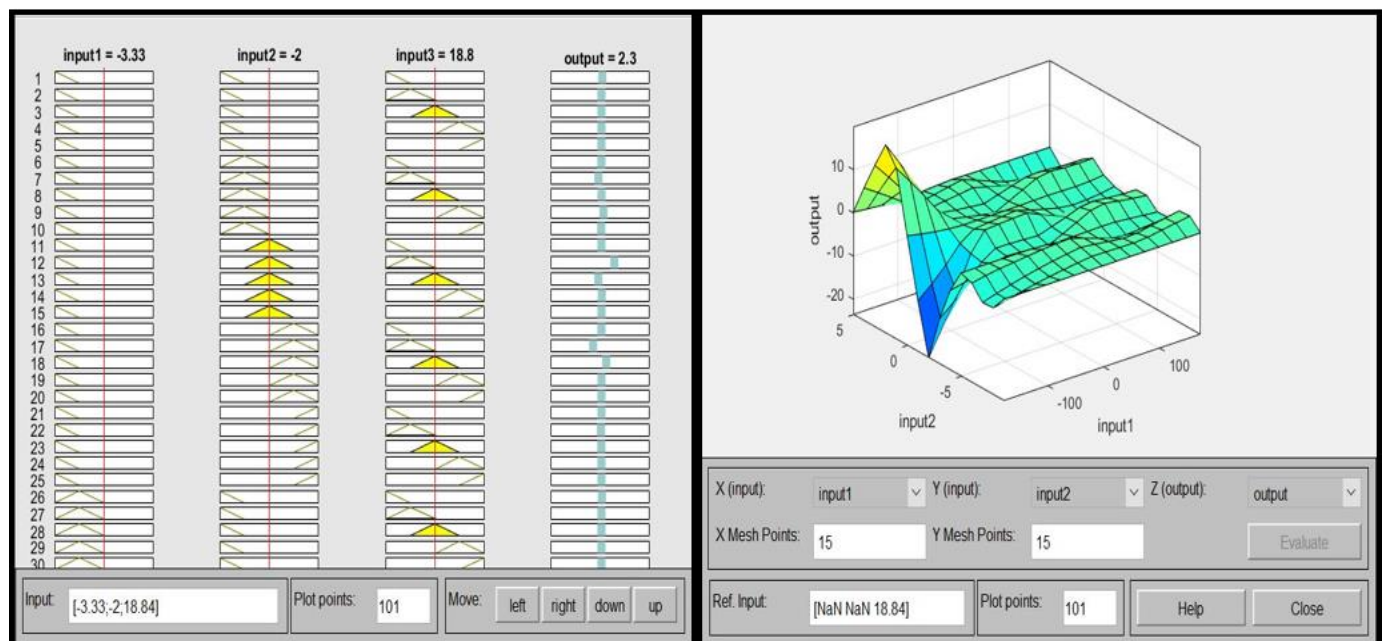 input1 = -3.33
input2 = -2
input3 = 18.8
output = 2.3
1
2
3
4
5
6
7
8
9
10
11
12
13
14
15
16
17
18
19
20
21
22
23
24
25
26
27
28
29
30
Input:
[-3.33;-2;18.84]
Plot points:
101
Move:
left
right
down
up
10
0
-10
-20
output
5
0
-5
input2
-100
0
100
input1
X (input):
input1
Y (input):
input2
Z (output):
output
X Mesh Points:
15
Y Mesh Points:
15
Evaluate
Ref. Input:
[NaN NaN 18.84]
Plot points:
101
Help
Close